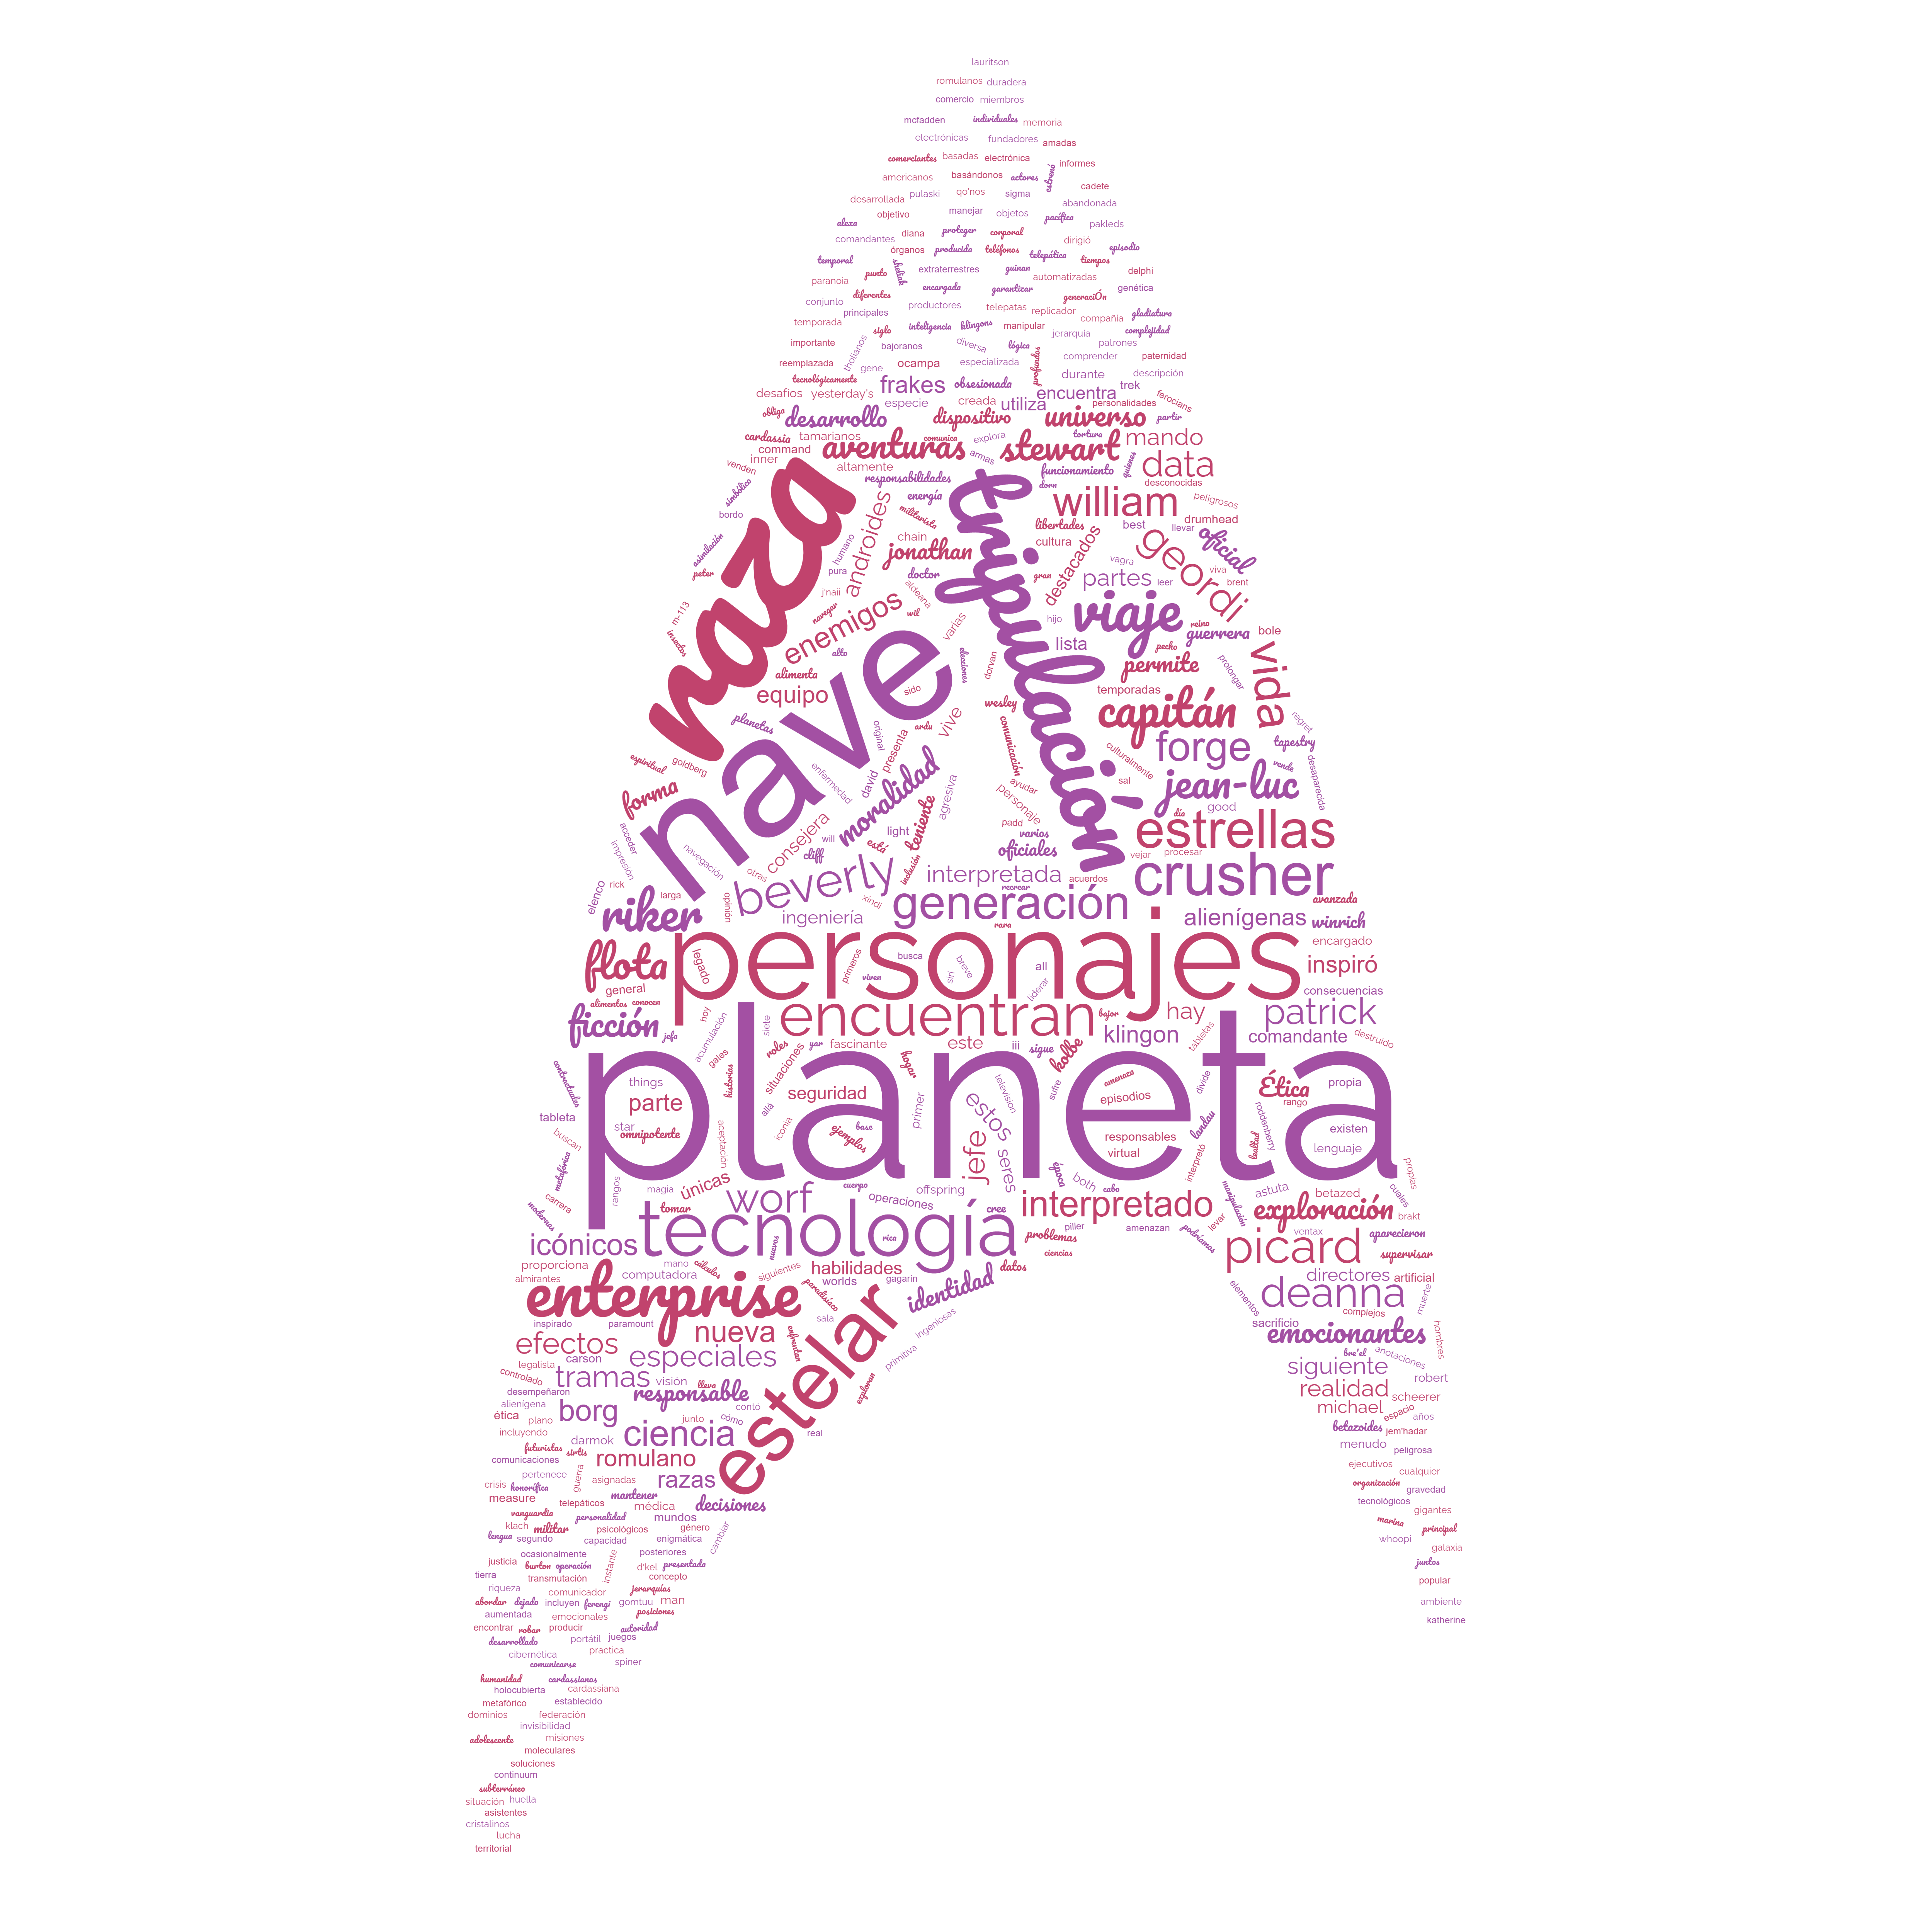 lauritson
romulanos duradera
comercio miembros
mcfadden individuales memoria
electrónicas fundadores amadas
comerciantes basadas electrónica informes
americanos basándonos actores estrenó cadete
desarrollada pulaski qo'nos sigma abandonada
alexa objetivo manejar objetos pacífica pakleds
comandantes diana proteger corporal dirigió
órganos producida teléfonos telepática tiempos episodio
temporal sheliak extraterrestres guinan delphi
paranoia punto encargada garantizar automatizadas genética
conjunto diferentes productores telepatas generaciÓn
principales replicador compañía gladiatura
temporada siglo inteligencia klingons manipular jerarquía complejidad
importante tholianos bajoranos diversa lógica profundos patrones
reemplazada gene ocampa especializada comprender paternidad
tecnológicamente frakes obsesionada durante descripción
desafíos yesterday's especie creada utiliza encuentra trek ferocians
obliga desarrollo dispositivo universo personalidades partir
cardassia tamarianos comunica explora tortura mando
command aventuras stewart quienes
venden inner altamente armas data
simbólico responsabilidades funcionamiento desconocidas
bordo androides energía tripulación dorn william peligrosos
raza militarista libertades best llevar drumhead
asimilación humano chain cultura destacados geordi oficial
peter pura jonathan vagra viva
j'naii doctor gran partes leer brent
m-113 navegar aldeana wil hijo viaje reino
insectos enemigos varias guerrera bole
alto elecciones lista pecho vida
alimenta dorvan permite prolongar
equipo nave sido wesley temporadas
planetas original ardu vive capitán regret
espiritual goldberg presenta comunicación culturalmente forge tapestry
forma enfermedad david moralidad agresiva ayudar sal vende desaparecida
personaje jean-luc
acceder consejera light teniente padd good día
impresión navegación will está varios estrellas
otras cliff inclusión oficiales vejar procesar
elenco rick larga beverly interpretada acuerdos crusher
opinión xindi recrear avanzada
riker ingeniería generación alienígenas winrich
rara encargado
flota legado personajes inspiró
general primeros busca breve all
alimentos conocen viven siri liderar consecuencias
ficción jefa hoy siete encuentran bajor hay patrick
acumulación klingon tabletas comandante destruido
gates roles yar fascinante este iii sigue kolbe
contractuales historias situaciones hogar amenaza
things planeta television sufre divide Ética propia
tableta parte allá seguridad primer episodios rango
star base estos landau roddenberry existen
buscan omnipotente aceptación iconia ejemplos responsables lealtad
metafórica jefe seres época virtual interpretó lenguaje
carrera rangos magia únicas cuerpo offspring both cabo manipulación astuta betazed propias cuales
modernas tomar worf operaciones cree interpretado exploración brakt
tecnología rica piller amenazan podríamos levar ventax aparecieron
icónicos nuevos problemas ciencias picard supervisar
proporciona mano cálculos siguientes habilidades datos directores artificial
almirantes computadora worlds gagarin identidad elementos deanna muerte
enterprise paradisíaco complejos
inspirado paramount sala ingeniosas sacrificio
nueva enfrentan emocionantes hombres
efectos especiales primitiva bre'el anotaciones
legalista carson estelar siguiente robert
controlado tramas visión lleva exploran realidad scheerer
desempeñaron responsable michael espacio años
alienígena borg contó
ética plano junto cómo real betazoides jem'hadar
incluyendo ciencia menudo peligrosa
futuristas sirtis darmok
comunicaciones romulano ejecutivos cualquier
pertenece guerra asignadas razas organización gravedad
crisis honorífica tecnológicos gigantes
measure telepáticos mantener médica decisiones
vanguardia personalidad mundos marina principal
klach militar psicológicos género
lengua segundo capacidad enigmática cambiar whoopi galaxia
ocasionalmente posteriores
justicia burton operación instante d'kel presentada juntos
tierra transmutación concepto popular
riqueza comunicador jerarquías
abordar dejado incluyen ferengi gomtuu man ambiente
aumentada emocionales posiciones katherine
encontrar robar producir autoridad
desarrollado portátil juegos
cibernética practica
comunicarse spiner
humanidad cardassianos
holocubierta cardassiana
metafórico establecido
dominios federación
invisibilidad
adolescente misiones
moleculares
soluciones
continuum
subterráneo
situación huella
asistentes
cristalinos
lucha
territorial